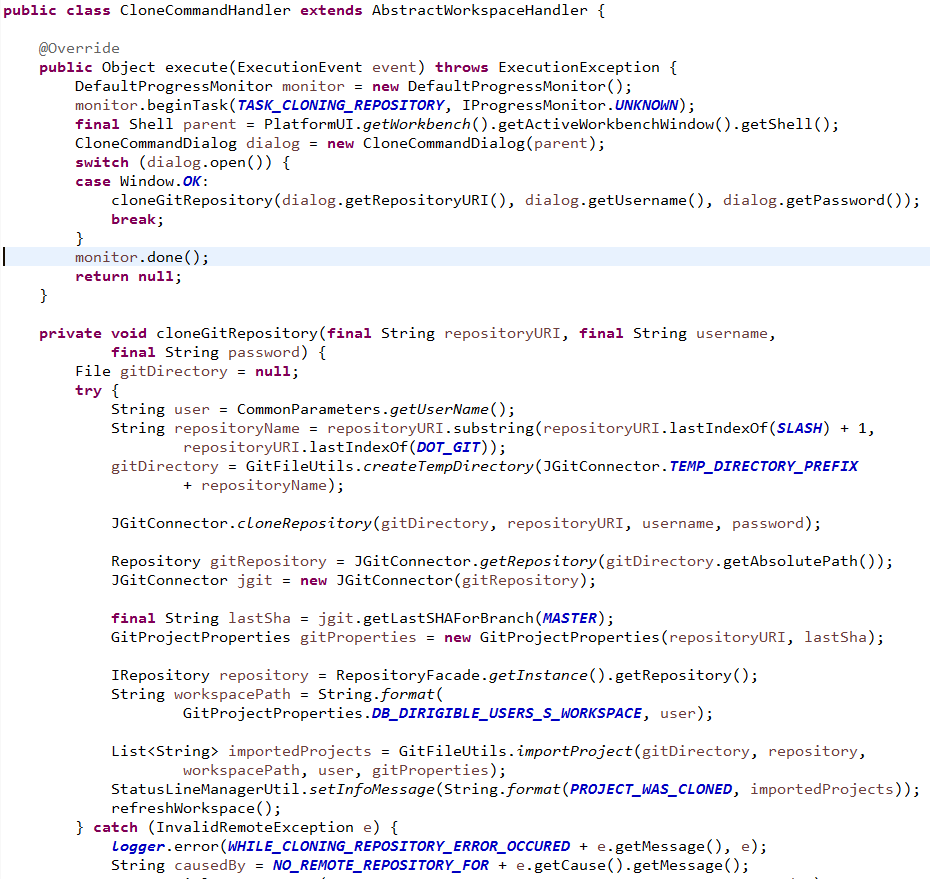 public class CloneCommandHandler extends AbstractWorkspaceHandler {
@Override
public Object execute(ExecutionEvent event) throws ExecutionException {
DefaultProgressMonitor monitor = new DefaultProgressMonitor();
monitor.beginTask(TASK_CLONING_REPOSITORY, IProgressMonitor.UNKNOWN);
final Shell parent = PlatformUI.getWorkbench().getActiveWorkbenchWindow().getShell();
CloneCommandDialog dialog = new CloneCommandDialog(parent);
switch (dialog.open()) {
case Window.OK:
cloneGitRepository(dialog.getRepositoryURI(), dialog.getUsername(), dialog.getPassword());
break;
}
monitor.done();
return null;
}
private void cloneGitRepository(final String repositoryURI, final String username,
final String password) {
File gitDirectory = null;
try {
String user = CommonParameters.getUserName();
String repositoryName = repositoryURI.substring(repositoryURI.lastIndexOf(SLASH) + 1,
repositoryURI.lastIndexOf(DOT_GIT));
gitDirectory = GitFileUtils.createTempDirectory(JGitConnector.TEMP_DIRECTORY_PREFIX
+ repositoryName);
JGitConnector.cloneRepository(gitDirectory, repositoryURI, username, password);
Repository gitRepository = JGitConnector.getRepository(gitDirectory.getAbsolutePath());
JGitConnector jgit = new JGitConnector(gitRepository);
final String lastSha = jgit.getLastSHAForBranch(MASTER);
GitProjectProperties gitProperties = new GitProjectProperties(repositoryURI, lastSha);
IRepository repository = RepositoryFacade.getInstance().getRepository();
String workspacePath = String.format(
GitProjectProperties.DB_DIRIGIBLE_USERS_S_WORKSPACE, user);
List<String> importedProjects = GitFileUtils.importProject(gitDirectory, repository,
workspacePath, user, gitProperties);
StatusLineManagerUtil.setInfoMessage(String.format(PROJECT_WAS_CLONED, importedProjects));
refreshWorkspace();
} catch (InvalidRemoteException e) {
logger.error(WHILE_CLONING_REPOSITORY_ERROR_OCCURED + e.getMessage(), e);
String causedBy = NO_REMOTE_REPOSITORY_FOR + e.getCause().getMessage();